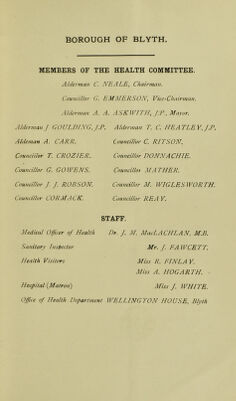 BOROUGH OF BLYTH.
MEMBERS OF THE HEALTH COMMITTEE.
Alderman C. NEALE, Chairman.
Councillor G. EMMERSON, Vice-Chairman.
Alderman A. A. ASKWITH, J.P., Mayor.
Alderman J GOULDING, J.P. Alderman T. C. HEATLEY, J.P.
Aldeman A. CARR. Councillor C. RITSON.
Councillor T. CROZIER. Councillor DONNACHIE.
Councillor G. GOWENS. Councillor MATHER.
Councillor J. J. ROBSON. Councillor M. WIGLESWORTH.
Councillor CORMACK. Councillor REAY.
STAFF.
Medical Officer of Health Dr. J. M. MacLACHLAN, M.B.
Sanitary Inspector Mr. J. FAWCETT.
Health Visitors Miss R. FINLAY.
Miss A. HOGARTH.
Hospital (Matron) Miss J. WHITE.
Office of Health Department WELLINGTON HOUSE, Blyth